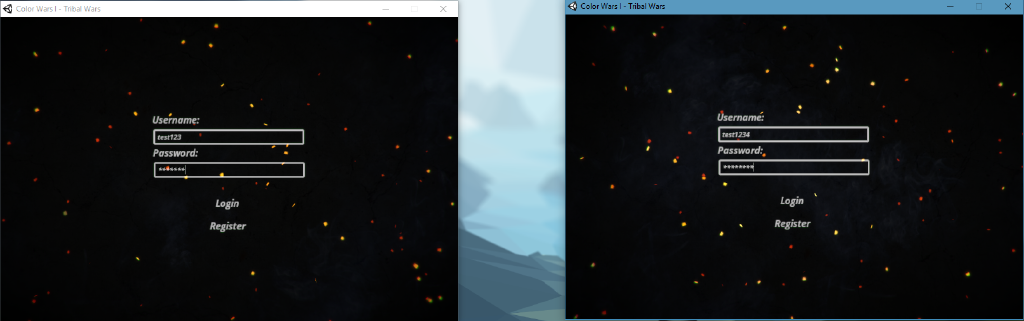 Color Wars I - Tribal Wars
Username:
test123
Password:
*******
Login
Register
Color Wars I - Tribal Wars
Username:
test1234
Password:
********
Login
Register